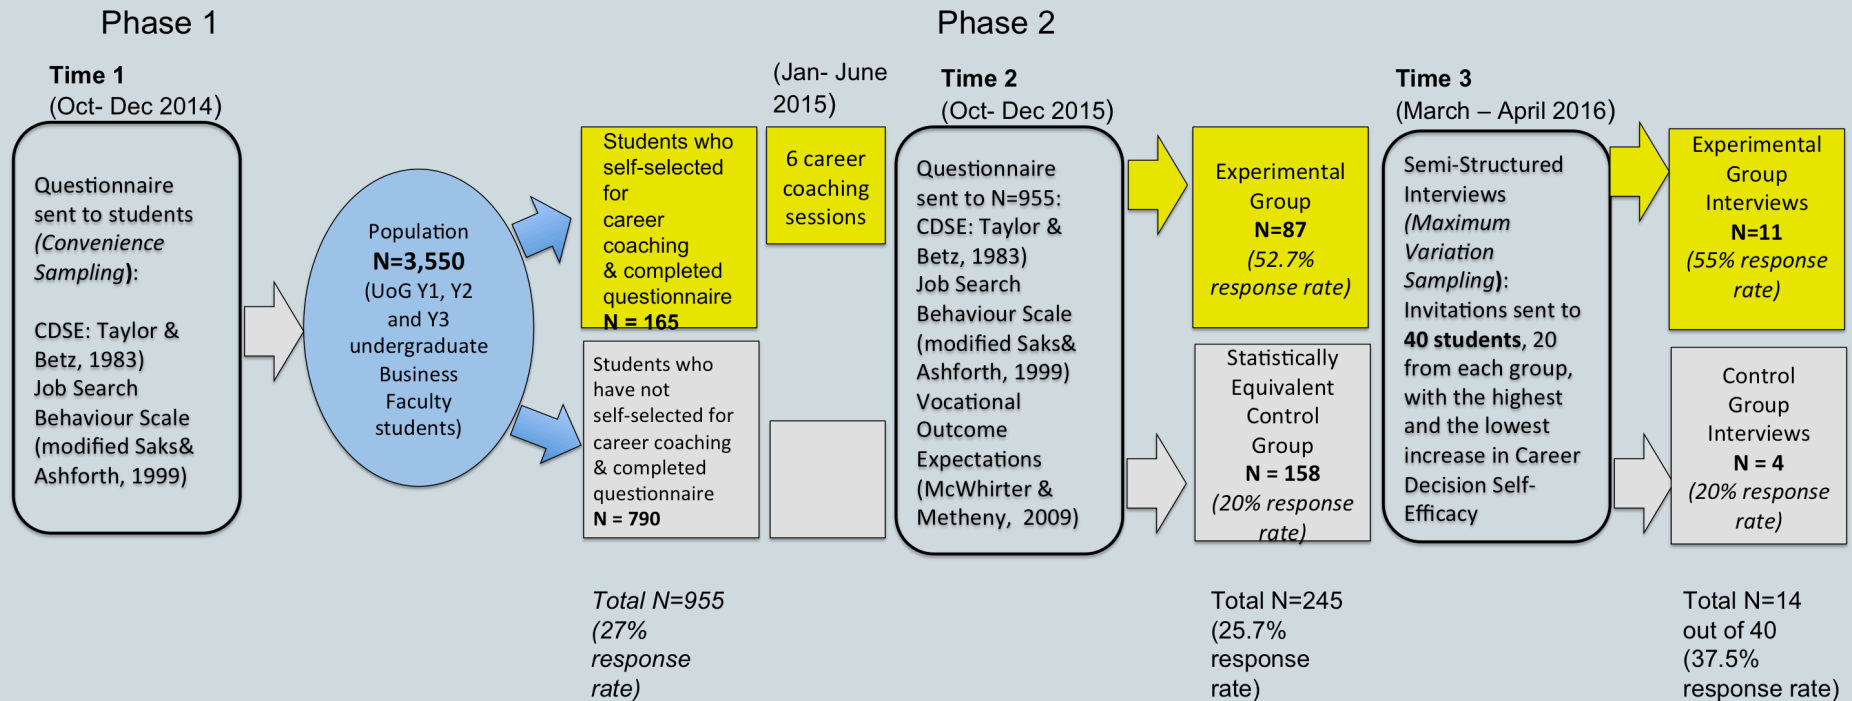 Phase 1
Time 1
(Oct- Dec 2014)
Questionnaire
sent to students
(Convenience
Sampling):
CDSE: Taylor &
Betz, 1983)
Job Search
Behaviour Scale
(modified Saks&
Ashforth, 1999)
Population
N=3,550
(UoG Y1, Y2
and Y3
undergraduate
Business
Faculty
students)
Students who
self-selected
for
career
coaching
& completed
questionnaire
N = 165
Students who
have not
self-selected for
career coaching
& completed
questionnaire
N = 790
Total N=955
(27%
response
rate)
(Jan- June
2015)
6 career
coaching
sessions
Phase 2
Time 2
(Oct- Dec 2015)
Questionnaire
sent to N=955:
CDSE: Taylor &
Betz, 1983)
Job Search
Behaviour Scale
(modified Saks&
Ashforth, 1999)
Vocational
Outcome
Expectations
(McWhirter &
Metheny, 2009)
Experimental
Group
N=87
(52.7%
response rate)
Statistically
Equivalent
Control
Group
N = 158
(20% response
rate)
Total N=245
(25.7%
response
rate)
Time 3
(March – April 2016)
Semi-Structured
Interviews
(Maximum
Variation
Sampling):
Invitations sent to
40 students, 20
from each group,
with the highest
and the lowest
increase in Career
Decision Self-
Efficacy
Experimental
Group
Interviews
N=11
(55% response
rate)
Control
Group
Interviews
N = 4
(20% response
rate)
Total N=14
out of 40
(37.5%
response rate)